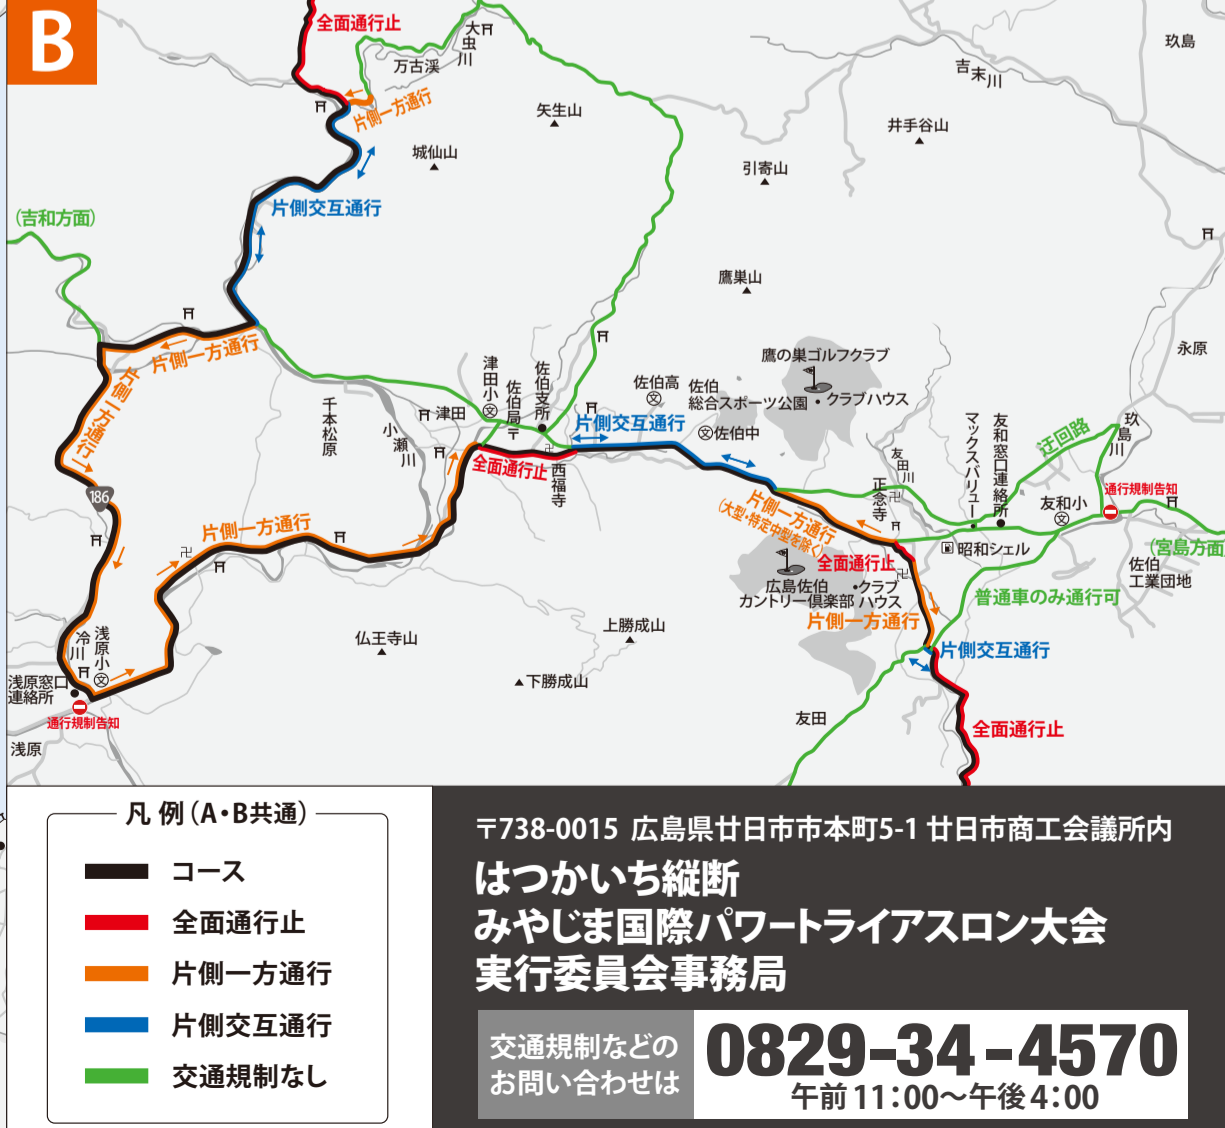 B
全面通行止
大虫川
万古渓
片側一方通行
矢生山
城仙山
片側交互通行
(吉和方面)
玖島
吉末川
井手谷山
引寄山
鷹巣山
永原
片側一方通行
片側一方通行
186
千本松原
小瀬川
津田
津田小
文
佐伯局
〒
佐伯支所
佐伯高
文
佐伯
総合スポーツ公園
鷹の巣ゴルフクラブ
クラブハウス
片側交互通行
文佐伯中
全面通行止
西福寺
片側一方通行
(大型・特定中型を除く)
友田川
正念寺
マックスバリュー
友和窓口連絡所
迂回路
玖島川
通行規制告知
友和小
文
(宮島方面)
昭和シェル
佐伯
工業団地
全面通行止
広島佐伯
カントリー倶楽部
・クラブ
ハウス
普通車のみ通行可
片側一方通行
片側交互通行
片側一方通行
冷川
浅原小
文
浅原窓口
連絡所
通行規制告知
浅原
仏王寺山
上勝成山
下勝成山
友田
全面通行止
凡 例(A・B共通)
コース
全面通行止
片側一方通行
片側交互通行
交通規制なし
〒738-0015 広島県廿日市市本町5-1 廿日市商工会議所内
はつかいち縦断
みやじま国際パワートライアスロン大会
実行委員会事務局
交通規制などの
お問い合わせは
0829-34-4570
午前11:00～午後4:00